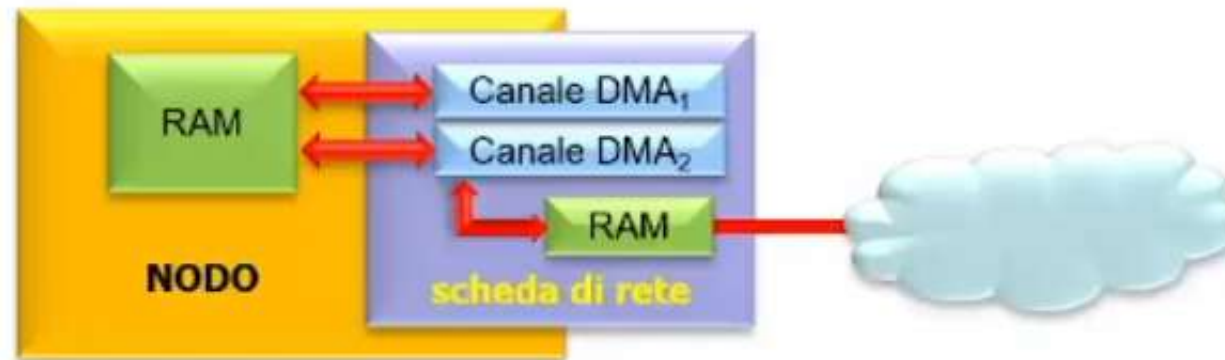 RAM
Canale DMA₁
Canale DMA₂
RAM
NODO
scheda di rete